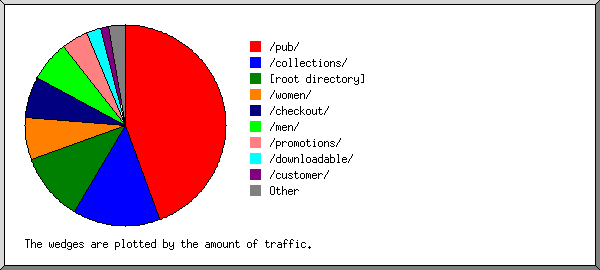 /pub/
/collections/
[root directory]
/women/
/checkout/
/men/
/promotions/
/downloadable/
/customer/
Other
The wedges are plotted by the amount of traffic.